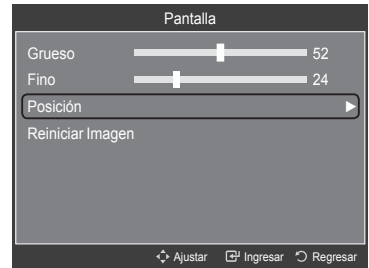 Pantalla
Grueso 52
Fino 24
Posición
Reiniciar Imagen
Ajustar Ingresar Regresar